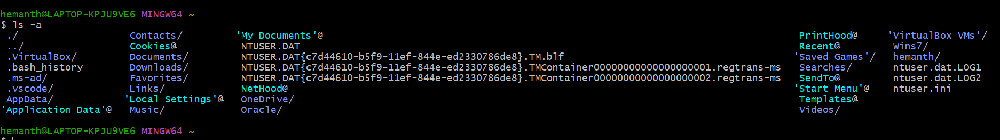 hemanth@LAPTOP-KPJU9VE6 MINGW64 ~
$ ls -a
./ Contacts/ 'My Documents'@ PrintHood@ 'VirtualBox VMs'/
../ Cookies@ NTUSER.DAT Recent@ Wins7/
.VirtualBox/ Documents/ NTUSER.DAT{c7d44610-b5f9-11ef-844e-ed2330786de8}.TM.blf 'Saved Games'/ hemanth/
.bash_history Downloads/ NTUSER.DAT{c7d44610-b5f9-11ef-844e-ed2330786de8}.TMContainer00000000000000000001.regtrans-ms Searches/ ntuser.dat.LOG1
.ms-ad/ Favorites/ NTUSER.DAT{c7d44610-b5f9-11ef-844e-ed2330786de8}.TMContainer00000000000000000002.regtrans-ms SendTo@ ntuser.dat.LOG2
.vscode/ Links/ NetHood@ 'Start Menu'@ ntuser.ini
AppData/ 'Local Settings'@ OneDrive/ Templates@
'Application Data'@ Music/ Oracle/ Videos/
hemanth@LAPTOP-KPJU9VE6 MINGW64 ~
$